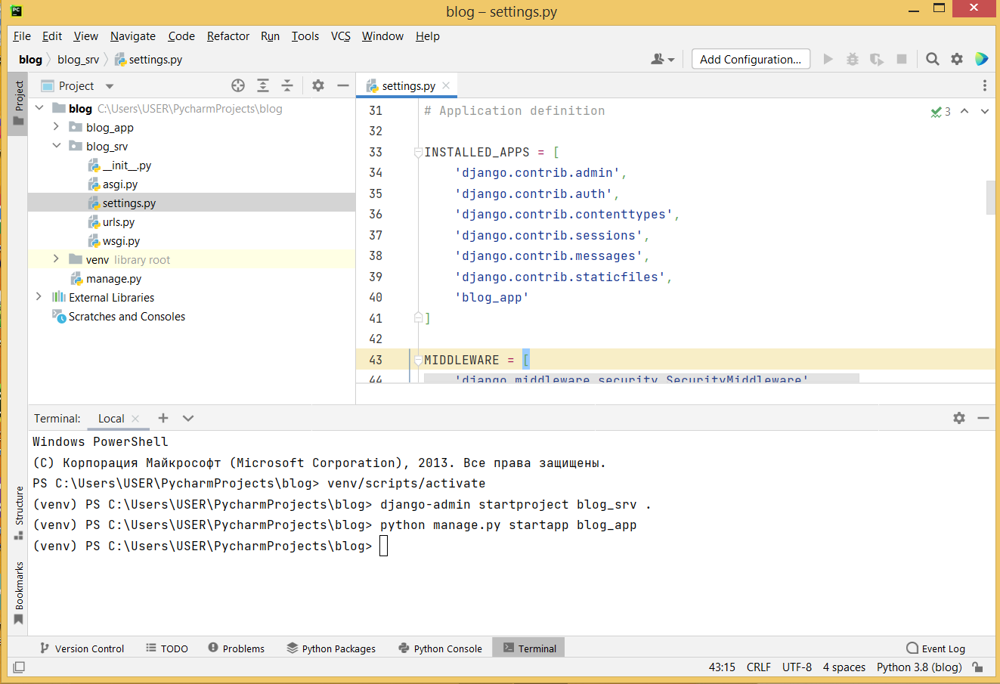 blog – settings.py
File Edit View Navigate Code Refactor Run Tools VCS Window Help
blog blog_srv settings.py
Add Configuration...
Project
Project
settings.py
blog C:\Users\USER\PycharmProjects\blog
blog_app
blog_srv
__init__.py
asgi.py
settings.py
urls.py
wsgi.py
venv library root
manage.py
External Libraries
Scratches and Consoles
31 # Application definition
3
32
33 INSTALLED_APPS = [
34 'django.contrib.admin',
35 'django.contrib.auth',
36 'django.contrib.contenttypes',
37 'django.contrib.sessions',
38 'django.contrib.messages',
39 'django.contrib.staticfiles',
40 'blog_app'
41 ]
42
43 MIDDLEWARE = [
44 'django.middleware.security.SecurityMiddleware'
Terminal: Local
Windows PowerShell
(C) Корпорация Майкрософт (Microsoft Corporation), 2013. Все права защищены.
PS C:\Users\USER\PycharmProjects\blog> venv/scripts/activate
(venv) PS C:\Users\USER\PycharmProjects\blog> django-admin startproject blog_srv .
(venv) PS C:\Users\USER\PycharmProjects\blog> python manage.py startapp blog_app
(venv) PS C:\Users\USER\PycharmProjects\blog>
Structure
Bookmarks
Version Control TODO Problems Python Packages Python Console Terminal Event Log
43:15 CRLF UTF-8 4 spaces Python 3.8 (blog)